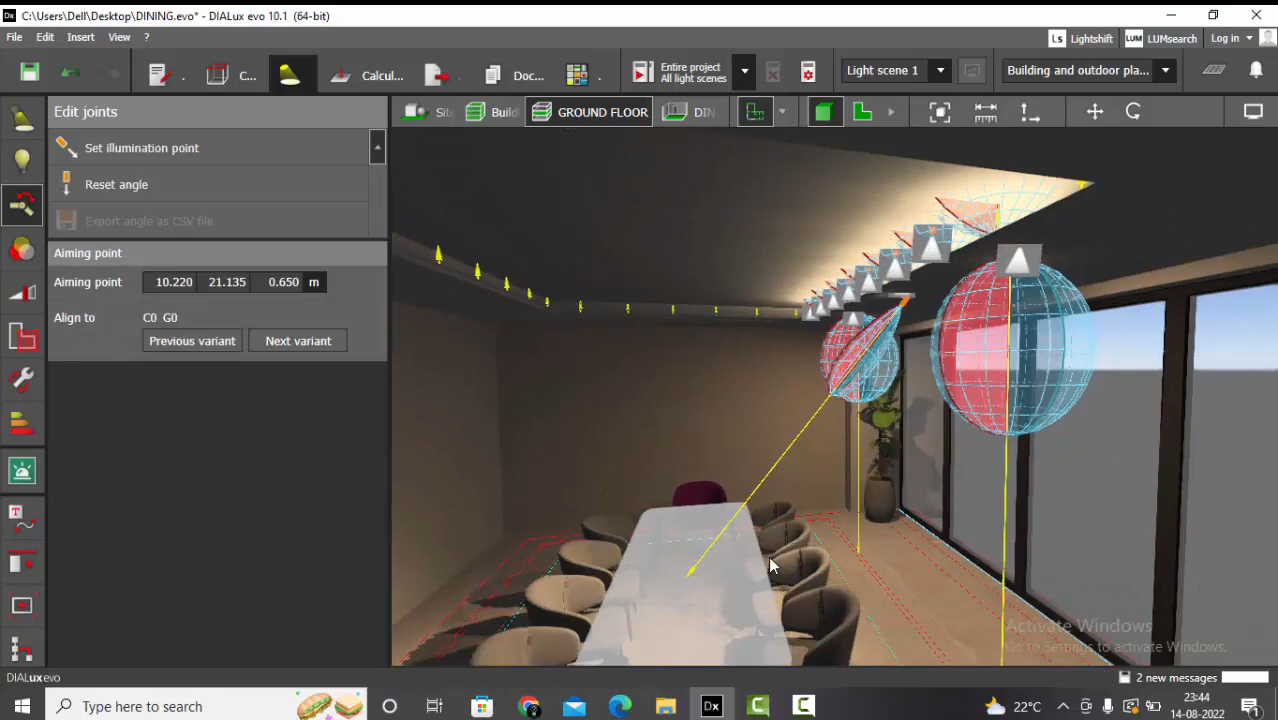 C:\Users\Dell\Desktop\DINING.evo* - DIALux evo 10.1 (64-bit)
File Edit Insert View ?
Ls Lightshift LUM LUMsearch Log in
C...
Calcul...
Doc...
Entire project
All light scenes
Light scene 1
Building and outdoor pla...
Edit joints
Sit
Build
GROUND FLOOR
DIN
Set illumination point
Reset angle
Export angle as CSV file
Aiming point
Aiming point 10.220 21.135 0.650 m
Align to C0 G0
Previous variant Next variant
Activate Windows
Go to Settings to activate Windows.
DIALux evo
2 new messages
Type here to search
Dx
22°C
23:44
14-08-2022